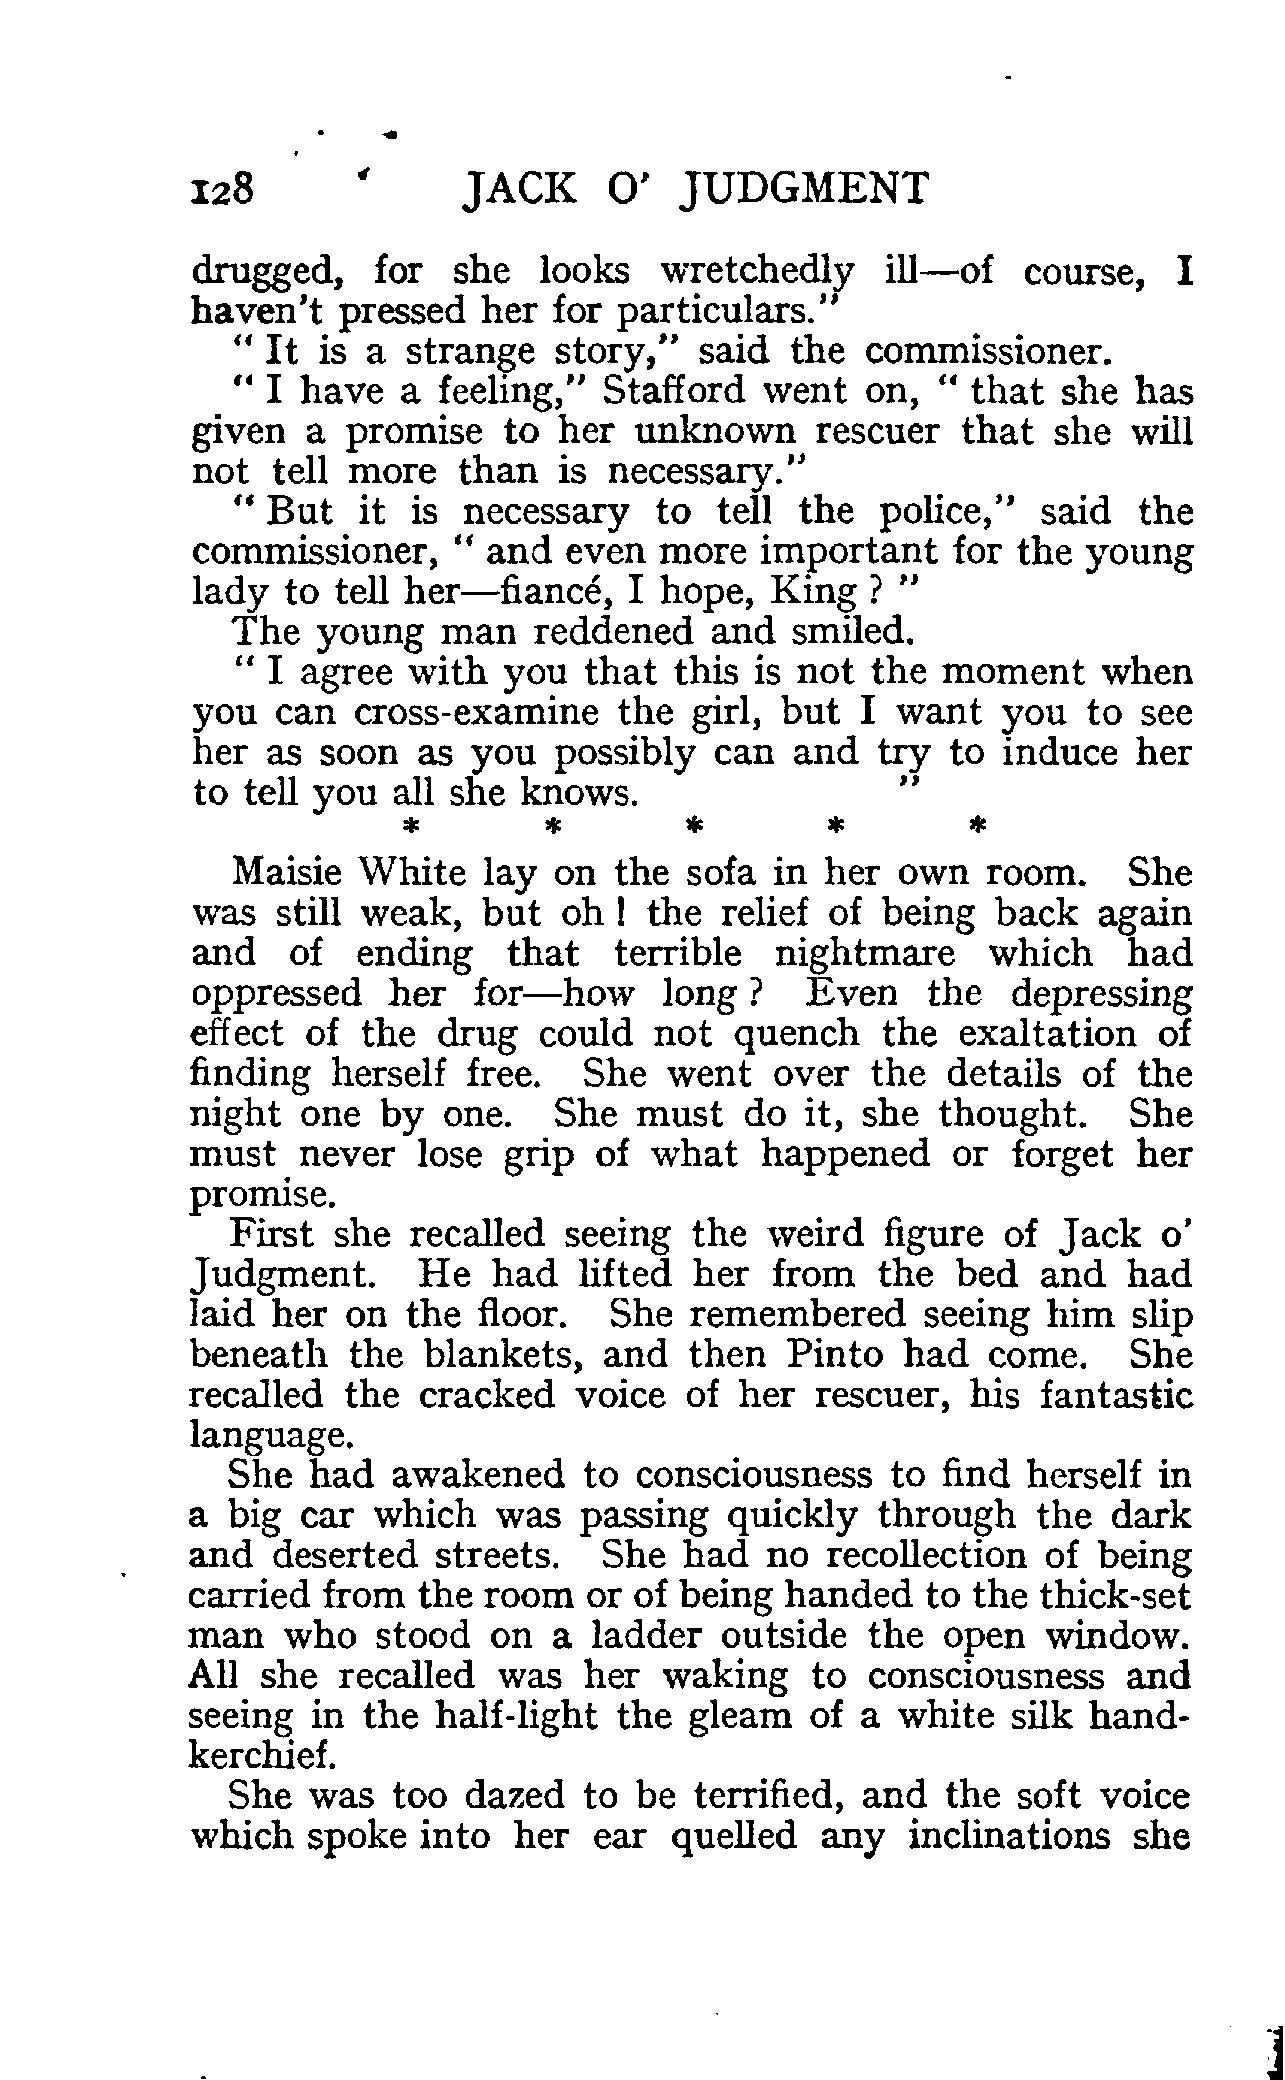 128 JACK O' JUDGMENT
drugged, for she looks wretchedly ill—of course, I
haven't pressed her for particulars."
" It is a strange story," said the commissioner.
" I have a feeling," Stafford went on, " that she has
given a promise to her unknown rescuer that she will
not tell more than is necessary."
" But it is necessary to tell the police," said the
commissioner, " and even more important for the young
lady to tell her—fiancé, I hope, King ? "
The young man reddened and smiled.
" I agree with you that this is not the moment when
you can cross-examine the girl, but I want you to see
her as soon as you possibly can and try to induce her
to tell you all she knows. "
* * * * *
Maisie White lay on the sofa in her own room. She
was still weak, but oh ! the relief of being back again
and of ending that terrible nightmare which had
oppressed her for—how long ? Even the depressing
effect of the drug could not quench the exaltation of
finding herself free. She went over the details of the
night one by one. She must do it, she thought. She
must never lose grip of what happened or forget her
promise.
First she recalled seeing the weird figure of Jack o'
Judgment. He had lifted her from the bed and had
laid her on the floor. She remembered seeing him slip
beneath the blankets, and then Pinto had come. She
recalled the cracked voice of her rescuer, his fantastic
language.
She had awakened to consciousness to find herself in
a big car which was passing quickly through the dark
and deserted streets. She had no recollection of being
carried from the room or of being handed to the thick-set
man who stood on a ladder outside the open window.
All she recalled was her waking to consciousness and
seeing in the half-light the gleam of a white silk hand-
kerchief.
She was too dazed to be terrified, and the soft voice
which spoke into her ear quelled any inclinations she